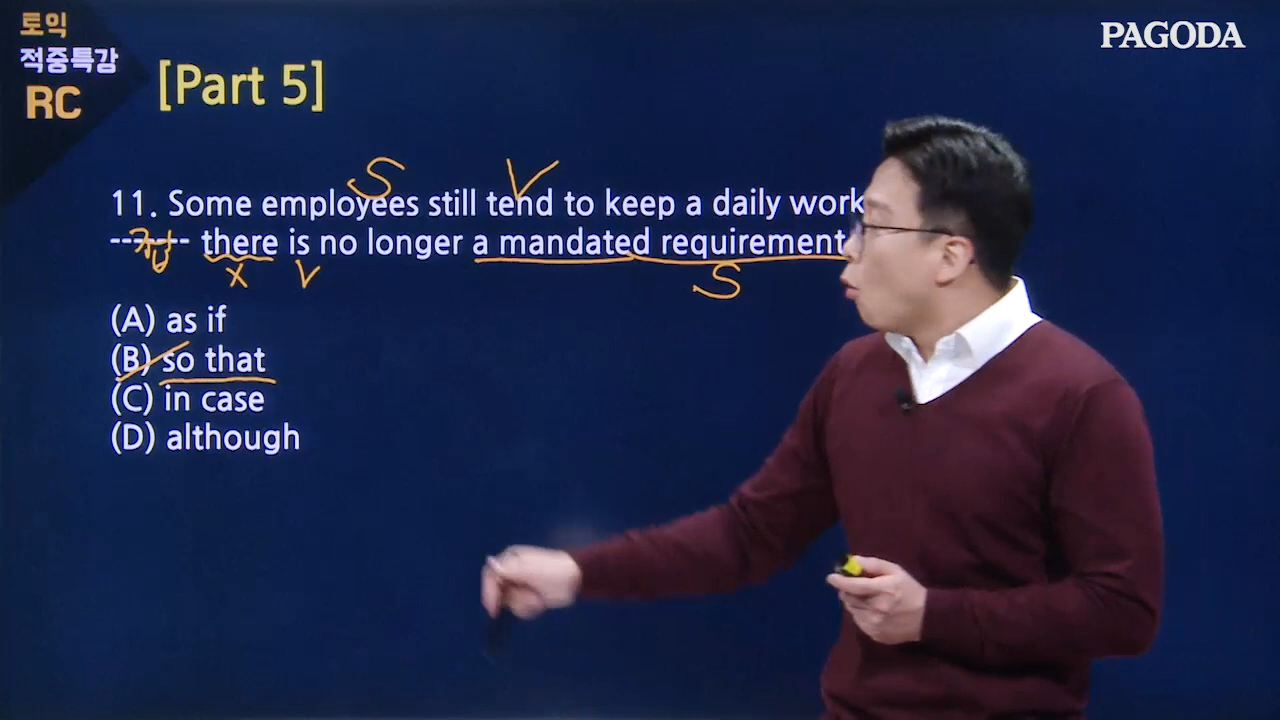 토익
적중특강
RC
PAGODA
[Part 5]
S V
11. Some employees still tend to keep a daily work
------- there is no longer a mandated requirement
접
X V S
(A) as if
(B) so that
(C) in case
(D) although